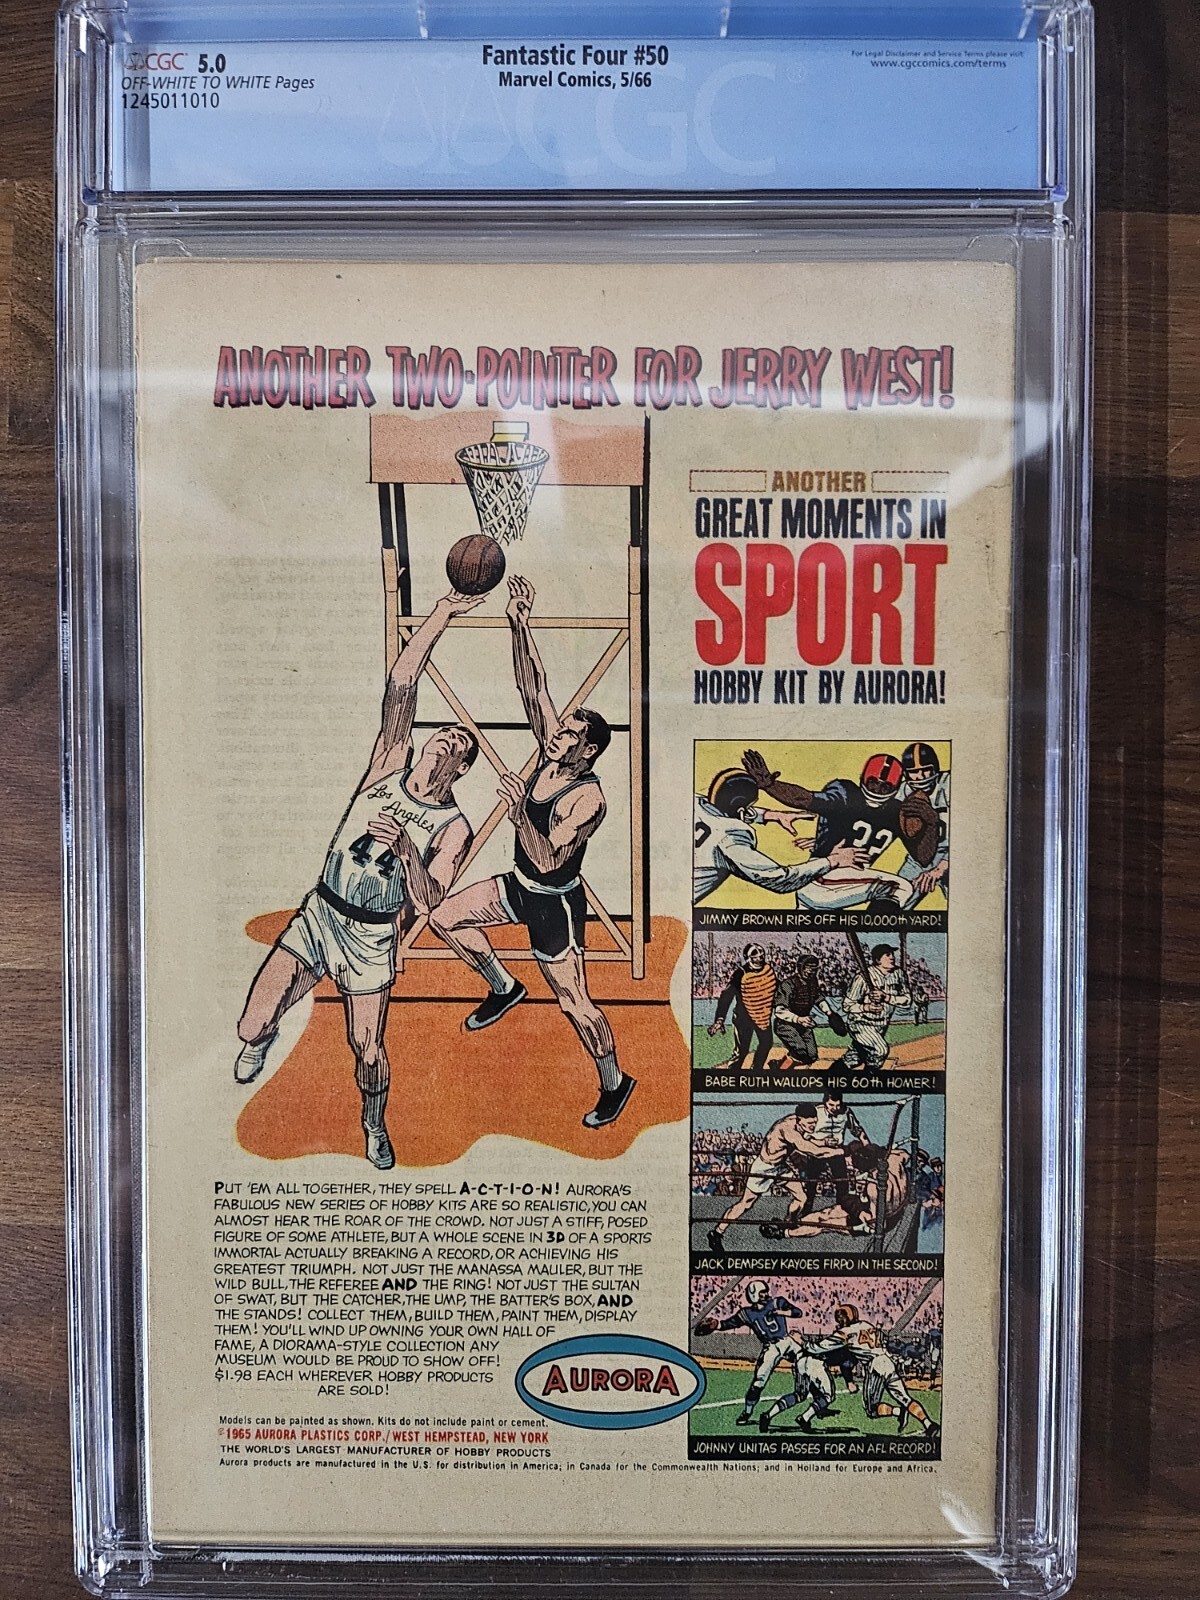 CGC 5.0
OFF-WHITE TO WHITE Pages
1245011010
Fantastic Four #50
Marvel Comics, 5/66
For Legal Disclaimer and Service Terms please visit:
www.cgccomics.com/terms
CGC
ANOTHER TWO-POINTER FOR JERRY WEST!
ANOTHER
GREAT MOMENTS IN
SPORT
HOBBY KIT BY AURORA!
Los
Angeles
44
32
JIMMY BROWN RIPS OFF HIS 10,000th YARD!
BABE RUTH WALLOPS HIS 60th HOMER!
JACK DEMPSEY KAYOES FIRPO IN THE SECOND!
JOHNNY UNITAS PASSES FOR AN AFL RECORD!
PUT 'EM ALL TOGETHER, THEY SPELL A-C-T-I-O-N! AURORA'S
FABULOUS NEW SERIES OF HOBBY KITS ARE SO REALISTIC, YOU CAN
ALMOST HEAR THE ROAR OF THE CROWD. NOT JUST A STIFF, POSED
FIGURE OF SOME ATHLETE, BUT A WHOLE SCENE IN 3D OF A SPORTS
IMMORTAL ACTUALLY BREAKING A RECORD, OR ACHIEVING HIS
GREATEST TRIUMPH. NOT JUST THE MANASSA MAULER, BUT THE
WILD BULL, THE REFEREE AND THE RING! NOT JUST THE SULTAN
OF SWAT, BUT THE CATCHER, THE UMP, THE BATTER'S BOX, AND
THE STANDS! COLLECT THEM, BUILD THEM, PAINT THEM, DISPLAY
THEM! YOU'LL WIND UP OWNING YOUR OWN HALL OF
FAME, A DIORAMA-STYLE COLLECTION ANY
MUSEUM WOULD BE PROUD TO SHOW OFF!
$1.98 EACH WHEREVER HOBBY PRODUCTS
ARE SOLD!
AURORA
Models can be painted as shown. Kits do not include paint or cement.
©1965 AURORA PLASTICS CORP./WEST HEMPSTEAD, NEW YORK
THE WORLD'S LARGEST MANUFACTURER OF HOBBY PRODUCTS
Aurora products are manufactured in the U.S. for distribution in America; in Canada for the Commonwealth Nations; and in Holland for Europe and Africa.